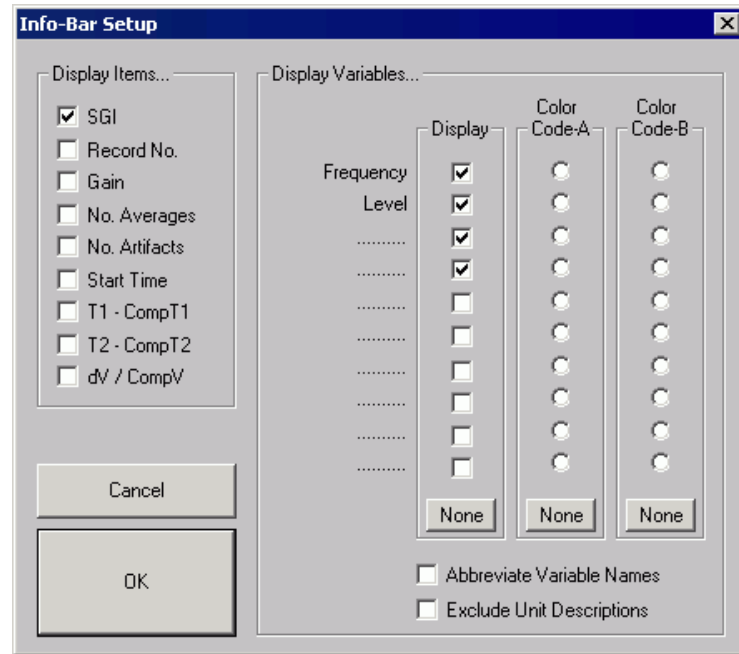 Info-Bar Setup
Display Items...
SGI
Record No.
Gain
No. Averages
No. Artifacts
Start Time
T1 - CompT1
T2 - CompT2
dV / CompV
Cancel
OK
Display Variables...
Display
Color
Code-A
Color
Code-B
Frequency
Level
..........
..........
..........
..........
..........
..........
..........
..........
None
None
None
Abbreviate Variable Names
Exclude Unit Descriptions